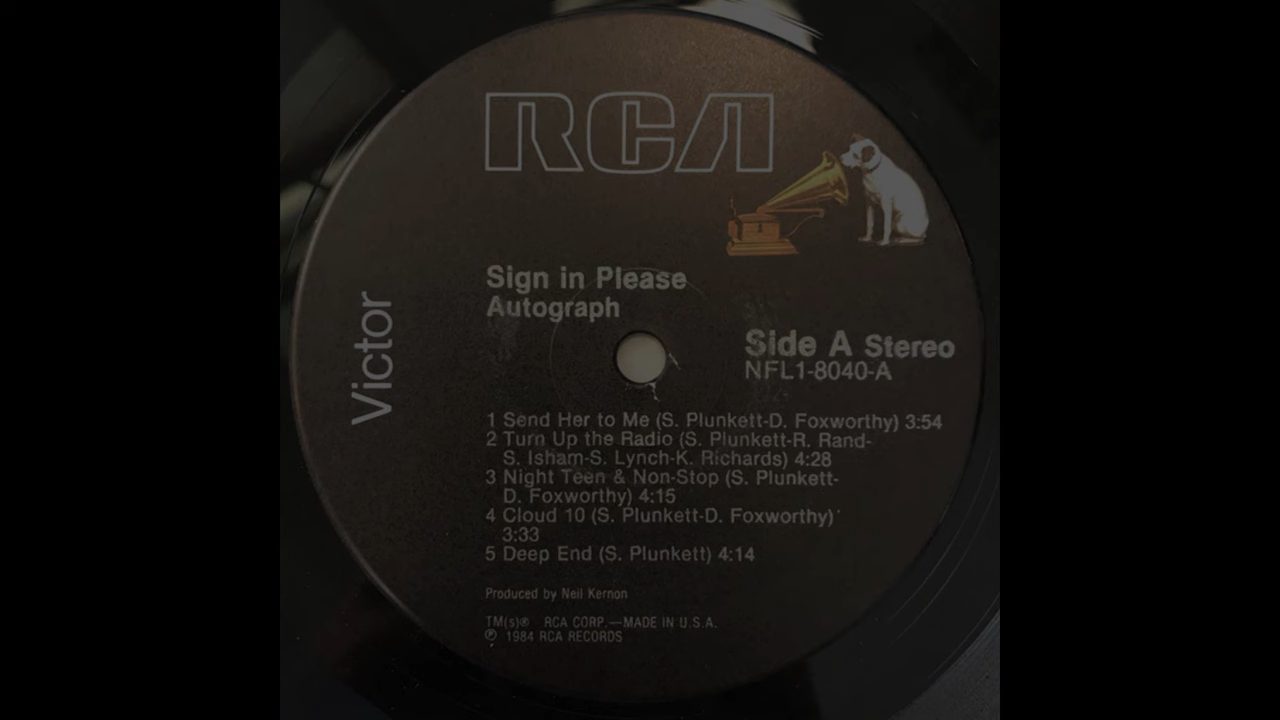 RCA
Victor
Sign in Please
Autograph
Side A Stereo
NFL1-8040-A
1 Send Her to Me (S. Plunkett-D. Foxworthy) 3:54
2 Turn Up the Radio (S. Plunkett-R. Rand-
S. Isham-S. Lynch-K. Richards) 4:28
3 Night Teen & Non-Stop (S. Plunkett-
D. Foxworthy) 4:15
4 Cloud 10 (S. Plunkett-D. Foxworthy)
3:33
5 Deep End (S. Plunkett) 4:14
Produced by Neil Kernon
TM(s)® RCA CORP.—MADE IN U.S.A.
℗ 1984 RCA RECORDS